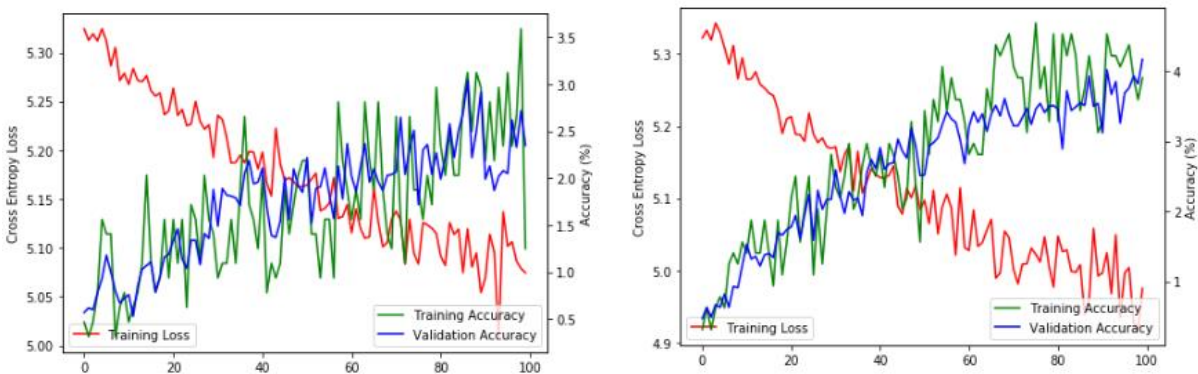 5.30
5.25
5.20
5.15
5.10
5.05
5.00
Cross Entropy Loss
3.5
3.0
2.5
2.0
1.5
1.0
0.5
Accuracy (%)
Training Loss
Training Accuracy
Validation Accuracy
0 20 40 60 80 100
5.3
5.2
5.1
5.0
4.9
Cross Entropy Loss
4
3
2
1
Accuracy (%)
Training Loss
Training Accuracy
Validation Accuracy
0 20 40 60 80 100